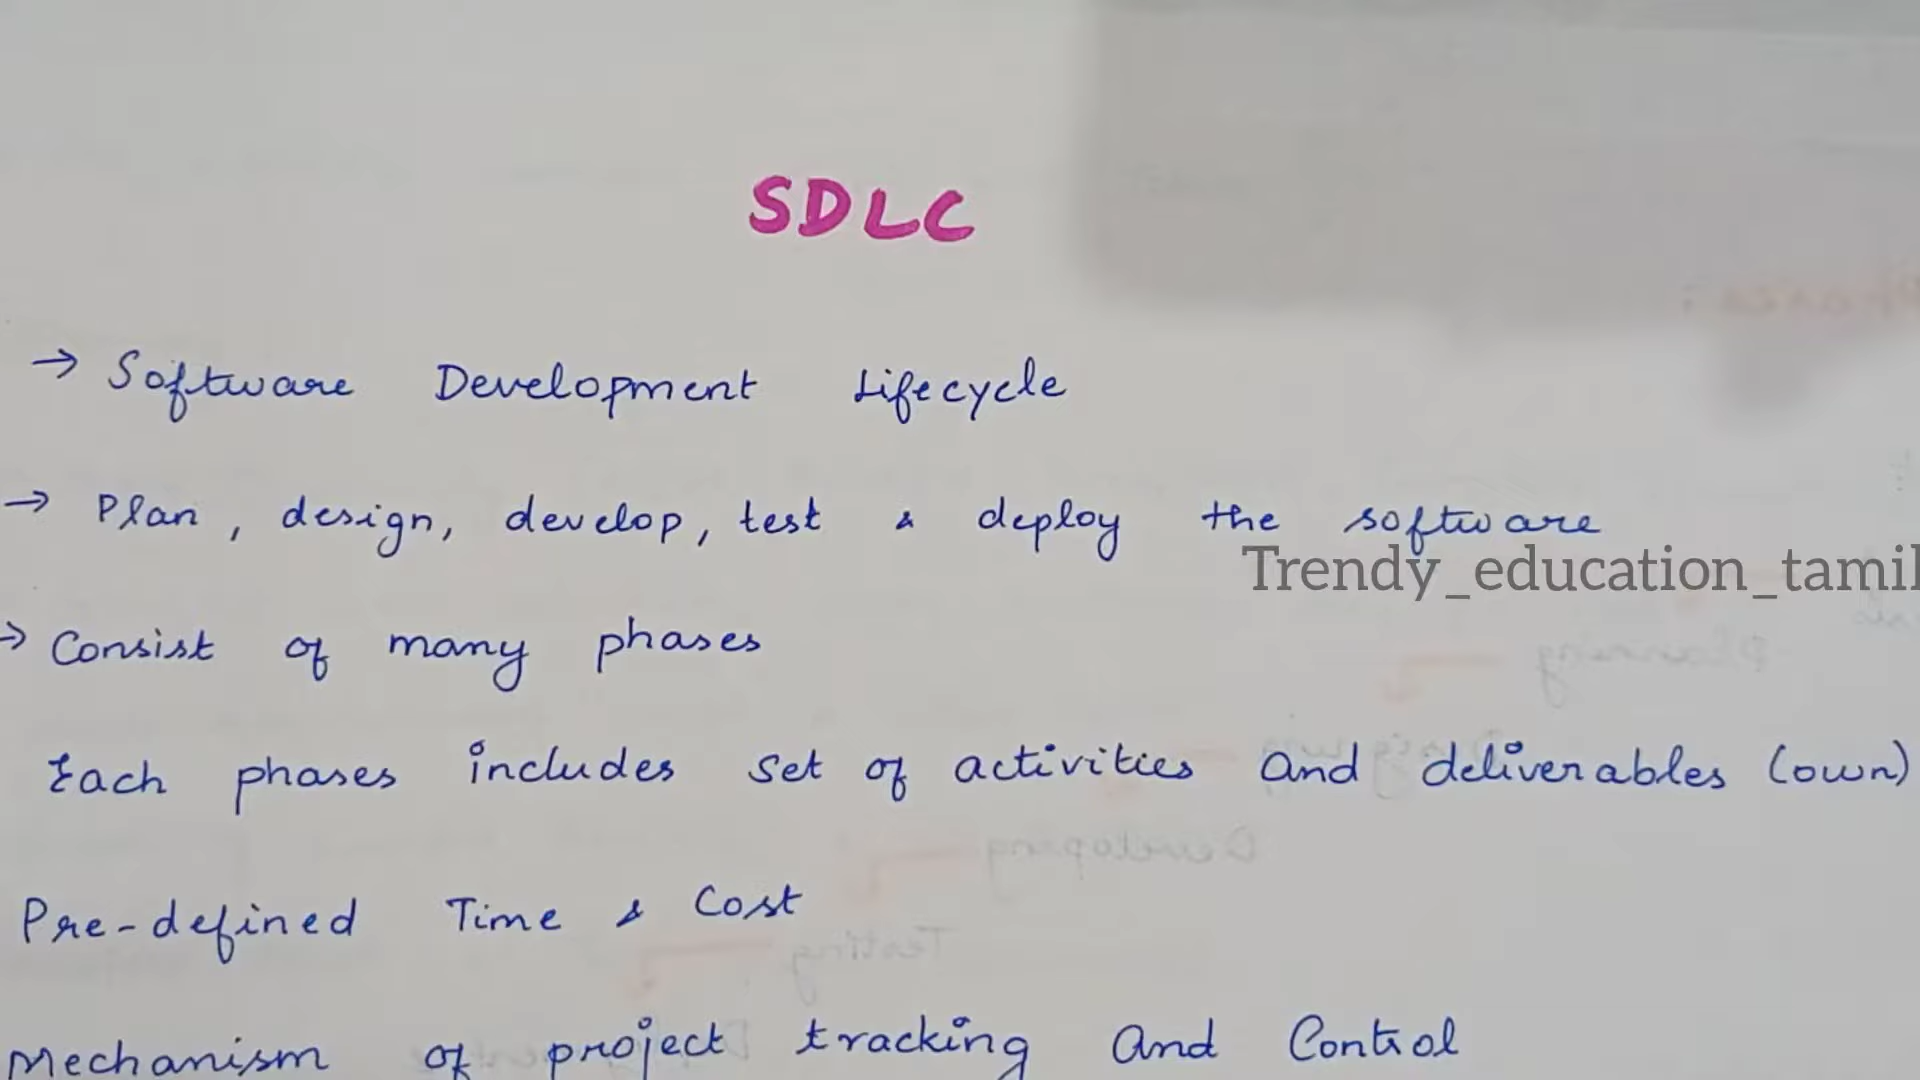 SDLC
→ Software Development Lifecycle
→ Plan, design, develop, test & deploy the software
Trendy_education_tamil
→ Consist of many phases
Each phases includes set of activities and deliverables (own)
Pre-defined Time & Cost
Mechanism of project tracking and Control